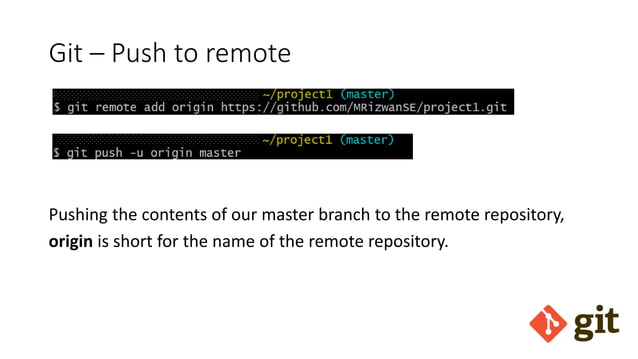 Git – Push to remote
~/project1 (master)
$ git remote add origin https://github.com/MRizwanSE/project1.git
~/project1 (master)
$ git push -u origin master
Pushing the contents of our master branch to the remote repository,
origin is short for the name of the remote repository.
git